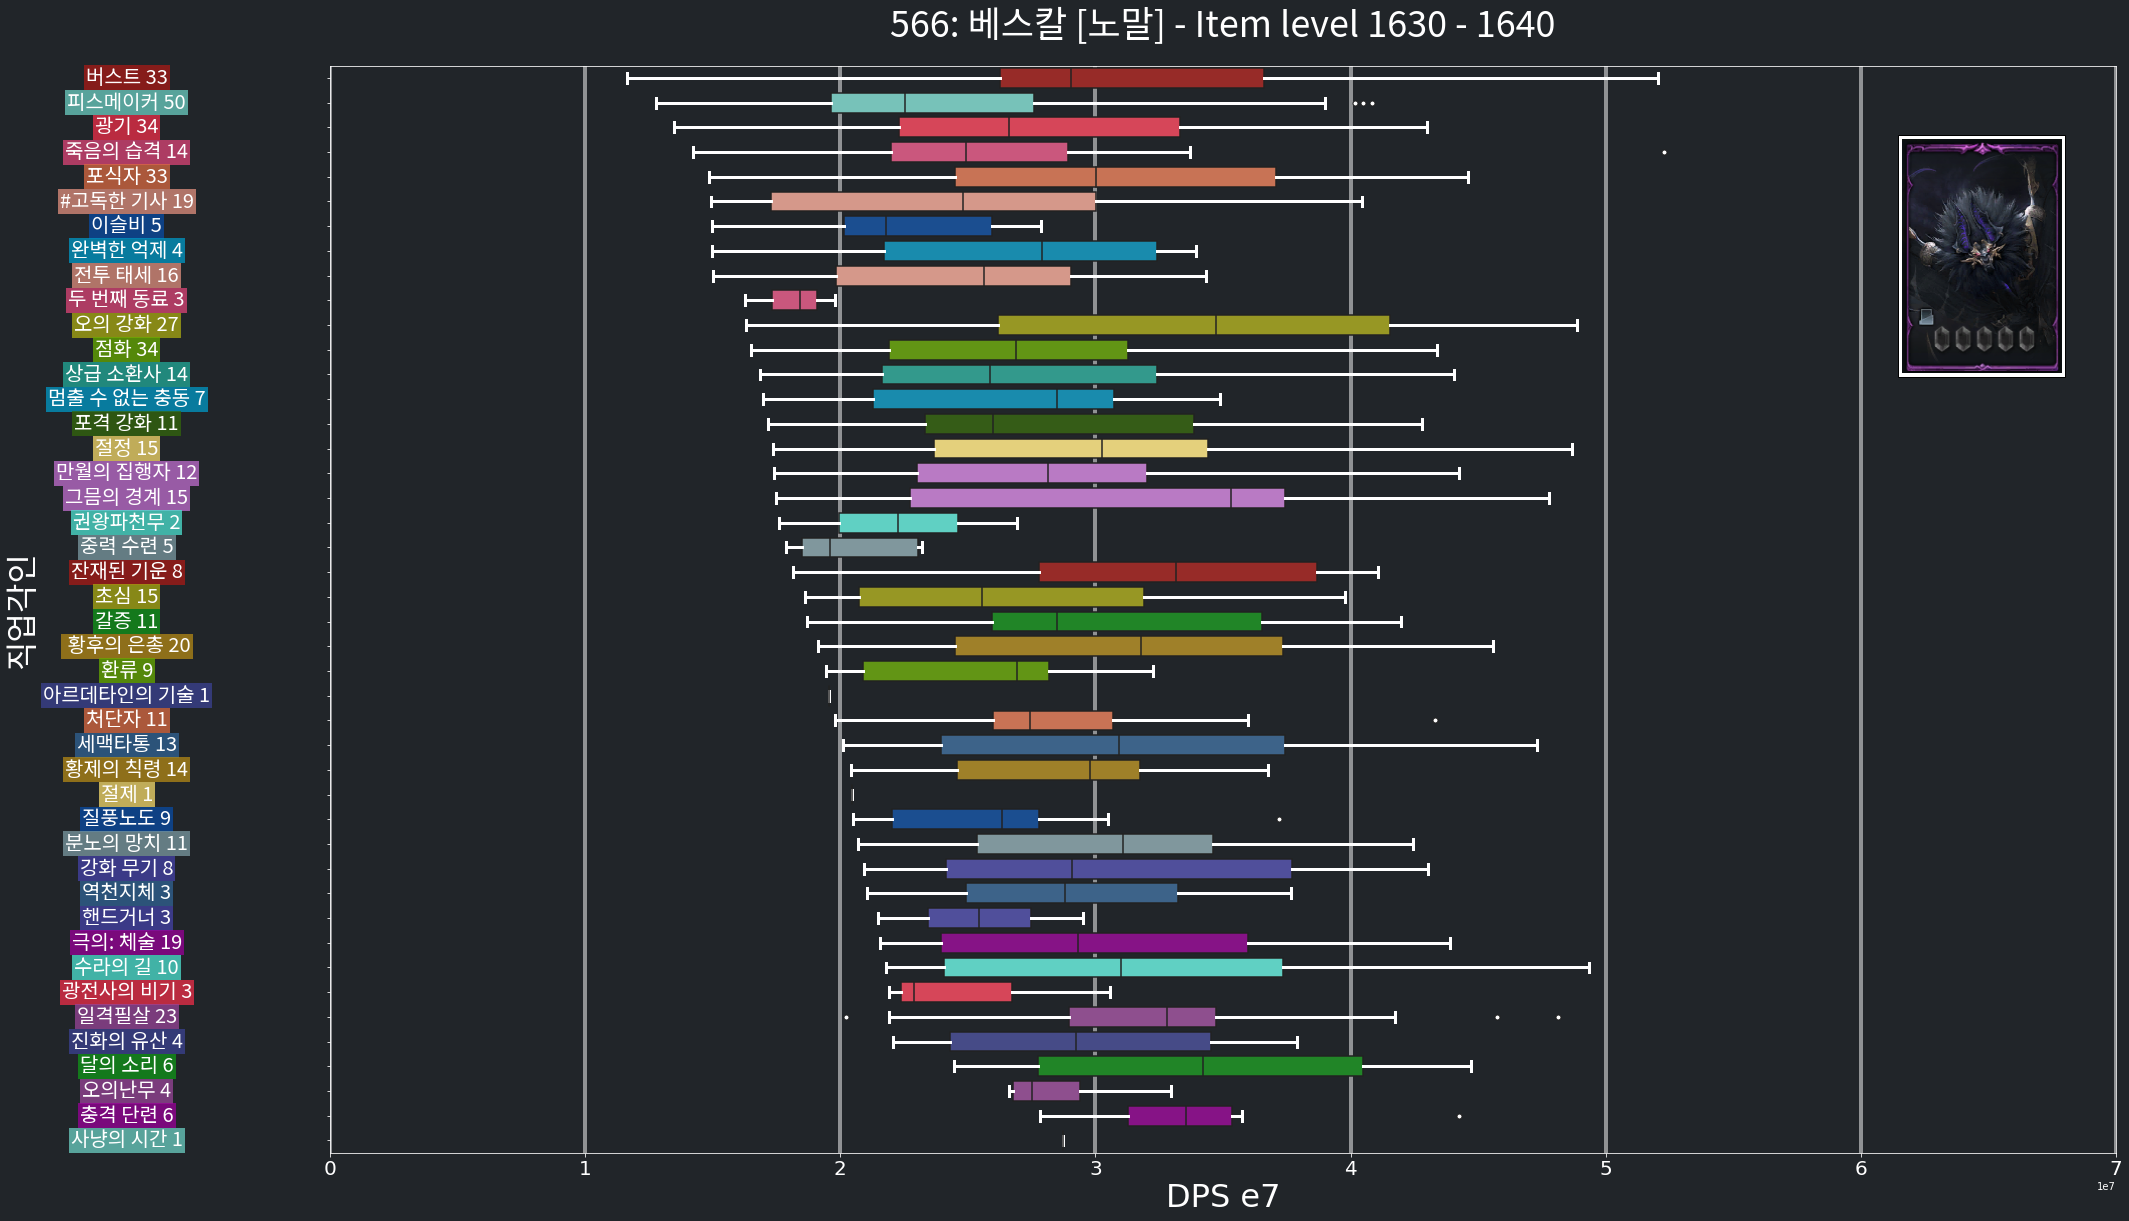 566: 베스칼 [노말] - Item level 1630 - 1640
버스트 33
피스메이커 50
광기 34
죽음의 습격 14
포식자 33
#고독한 기사 19
이슬비 5
완벽한 억제 4
전투 태세 16
두 번째 동료 3
오의 강화 27
점화 34
상급 소환사 14
멈출 수 없는 충동 7
포격 강화 11
절정 15
만월의 집행자 12
그믐의 경계 15
권왕파천무 2
중력 수련 5
잔재된 기운 8
초심 15
갈증 11
황후의 은총 20
환류 9
아르데타인의 기술 1
처단자 11
세맥타통 13
황제의 칙령 14
절제 1
질풍노도 9
분노의 망치 11
강화 무기 8
역천지체 3
핸드거너 3
극의: 체술 19
수라의 길 10
광전사의 비기 3
일격필살 23
진화의 유산 4
달의 소리 6
오의난무 4
충격 단련 6
사냥의 시간 1
직업각인
0 1 2 3 4 5 6 7
1e7
DPS e7